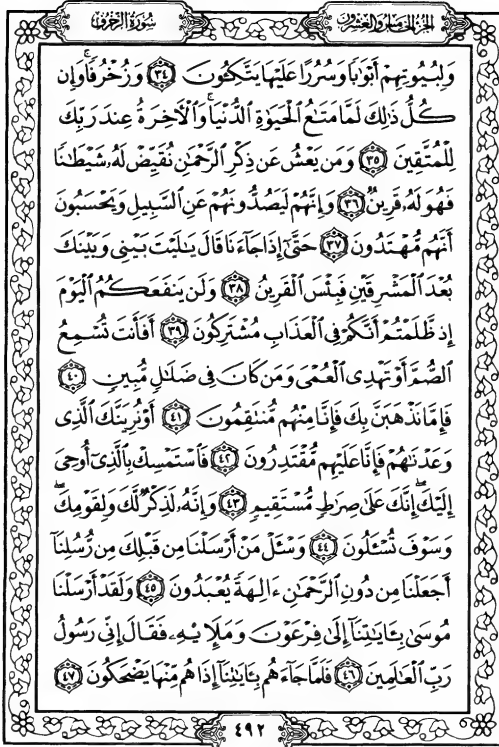 الجزء الخامس والعشرون
سورة الزخرف
وَلِبُيُوتِهِمْ أَبْوَٰبًا وَسُرُرًا عَلَيْهَا يَتَّكِـُٔونَ ٣٤ وَزُخْرُفًا ۚ وَإِن
كُلُّ ذَٰلِكَ لَمَّا مَتَٰعُ ٱلْحَيَوٰةِ ٱلدُّنْيَا ۚ وَٱلْـَٔاخِرَةُ عِندَ رَبِّكَ
لِلْمُتَّقِينَ ٣٥ وَمَن يَعْشُ عَن ذِكْرِ ٱلرَّحْمَٰنِ نُقَيِّضْ لَهُۥ شَيْطَٰنًا
فَهُوَ لَهُۥ قَرِينٌ ٣٦ وَإِنَّهُمْ لَيَصُدُّونَهُمْ عَنِ ٱلسَّبِيلِ وَيَحْسَبُونَ
أَنَّهُم مُّهْتَدُونَ ٣٧ حَتَّىٰٓ إِذَا جَآءَنَا قَالَ يَٰلَيْتَ بَيْنِى وَبَيْنَكَ
بُعْدَ ٱلْمَشْرِقَيْنِ فَبِئْسَ ٱلْقَرِينُ ٣٨ وَلَن يَنفَعَكُمُ ٱلْيَوْمَ
إِذ ظَّلَمْتُمْ أَنَّكُمْ فِى ٱلْعَذَابِ مُشْتَرِكُونَ ٣٩ أَفَأَنتَ تُسْمِعُ
ٱلصُّمَّ أَوْ تَهْدِى ٱلْعُمْىَ وَمَن كَانَ فِى ضَلَٰلٍ مُّبِينٍ ٤٠
فَإِمَّا نَذْهَبَنَّ بِكَ فَإِنَّا مِنْهُم مُّنتَقِمُونَ ٤١ أَوْ نُرِيَنَّكَ ٱلَّذِى
وَعَدْنَٰهُمْ فَإِنَّا عَلَيْهِم مُّقْتَدِرُونَ ٤٢ فَٱسْتَمْسِكْ بِٱلَّذِىٓ أُوحِىَ
إِلَيْكَ ۖ إِنَّكَ عَلَىٰ صِرَٰطٍ مُّسْتَقِيمٍ ٤٣ وَإِنَّهُۥ لَذِكْرٌ لَّكَ وَلِقَوْمِكَ ۖ
وَسَوْفَ تُسْـَٔلُونَ ٤٤ وَسْـَٔلْ مَنْ أَرْسَلْنَا مِن قَبْلِكَ مِن رُّسُلِنَآ
أَجَعَلْنَا مِن دُونِ ٱلرَّحْمَٰنِ ءَالِهَةً يُعْبَدُونَ ٤٥ وَلَقَدْ أَرْسَلْنَا
مُوسَىٰ بِـَٔايَٰتِنَآ إِلَىٰ فِرْعَوْنَ وَمَلَإِي۟هِۦ فَقَالَ إِنِّى رَسُولُ
رَبِّ ٱلْعَٰلَمِينَ ٤٦ فَلَمَّا جَآءَهُم بِـَٔايَٰتِنَآ إِذَا هُم مِّنْهَا يَضْحَكُونَ ٤٧
٤٩٢